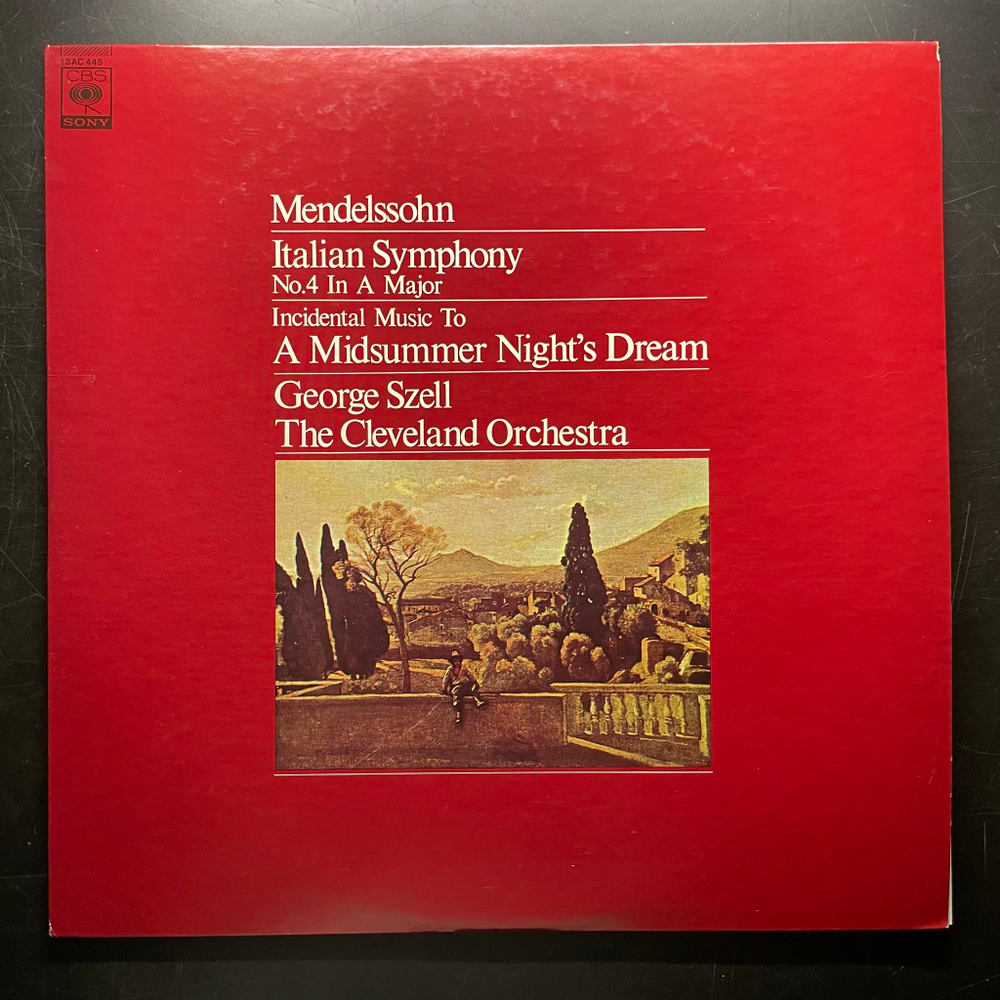 13AC 445
CBS
SONY
Mendelssohn
Italian Symphony
No.4 In A Major
Incidental Music To
A Midsummer Night's Dream
George Szell
The Cleveland Orchestra